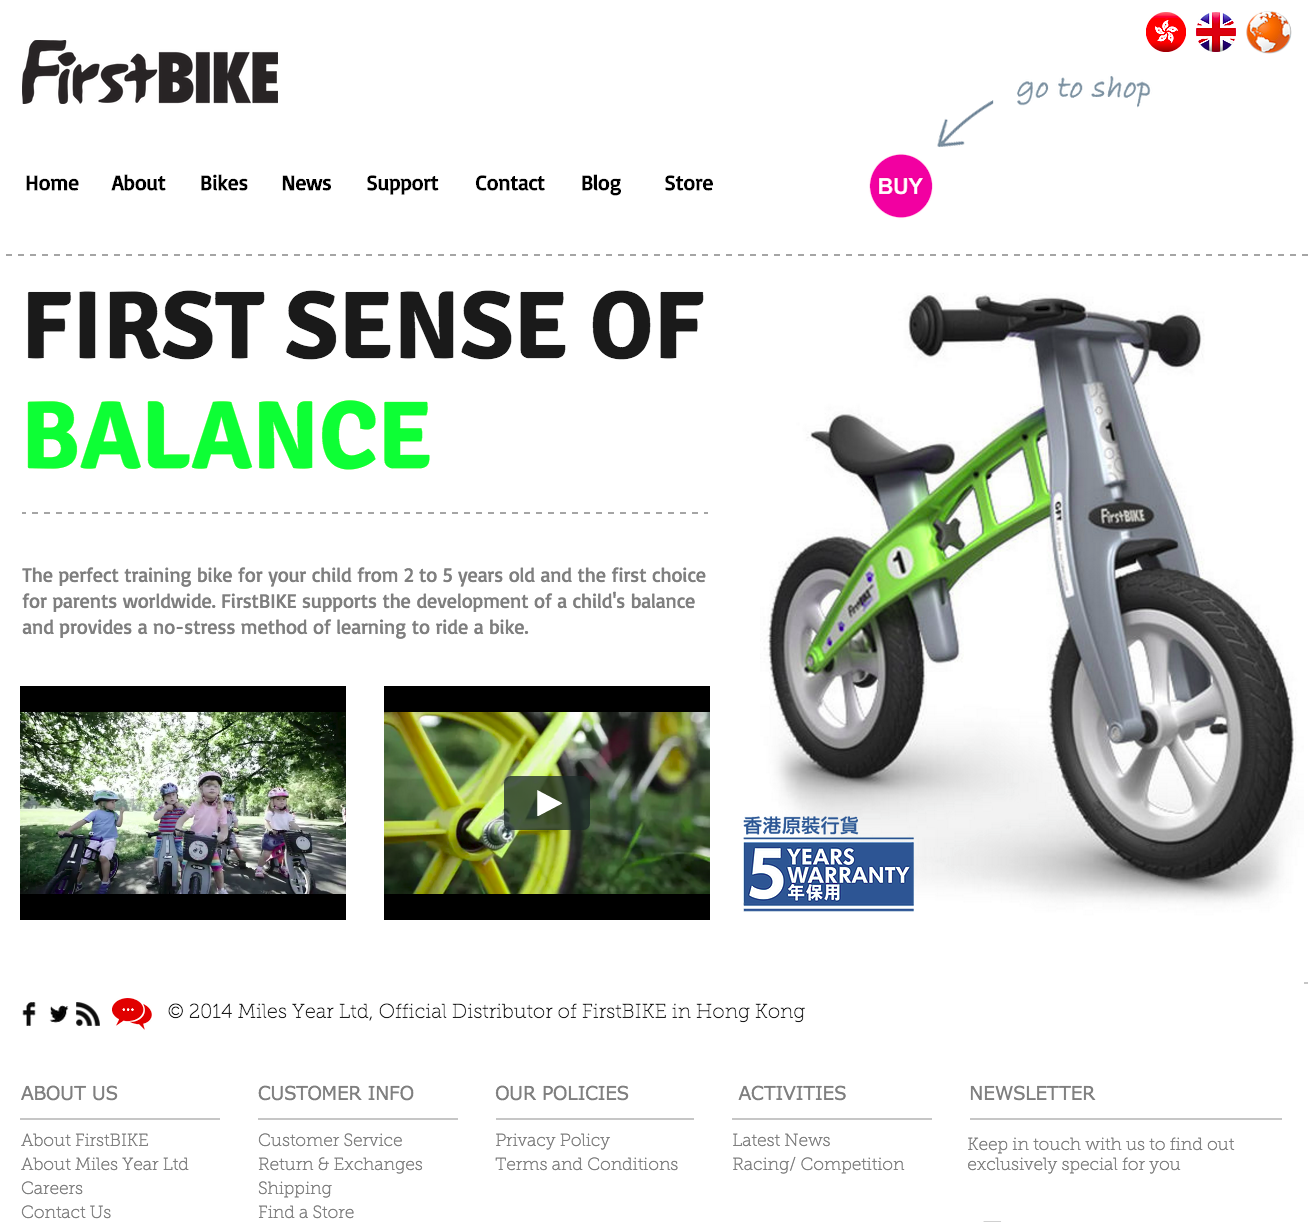 FirstBIKE
go to shop
Home About Bikes News Support Contact Blog Store
BUY
FIRST SENSE OF
BALANCE
The perfect training bike for your child from 2 to 5 years old and the first choice
for parents worldwide. FirstBIKE supports the development of a child's balance
and provides a no-stress method of learning to ride a bike.
1
GFT
FirstBIKE
1
FirstBIKE
香港原裝行貨
5 YEARS
WARRANTY
年保用
© 2014 Miles Year Ltd, Official Distributor of FirstBIKE in Hong Kong
ABOUT US
About FirstBIKE
About Miles Year Ltd
Careers
Contact Us
CUSTOMER INFO
Customer Service
Return & Exchanges
Shipping
Find a Store
OUR POLICIES
Privacy Policy
Terms and Conditions
ACTIVITIES
Latest News
Racing/ Competition
NEWSLETTER
Keep in touch with us to find out
exclusively special for you